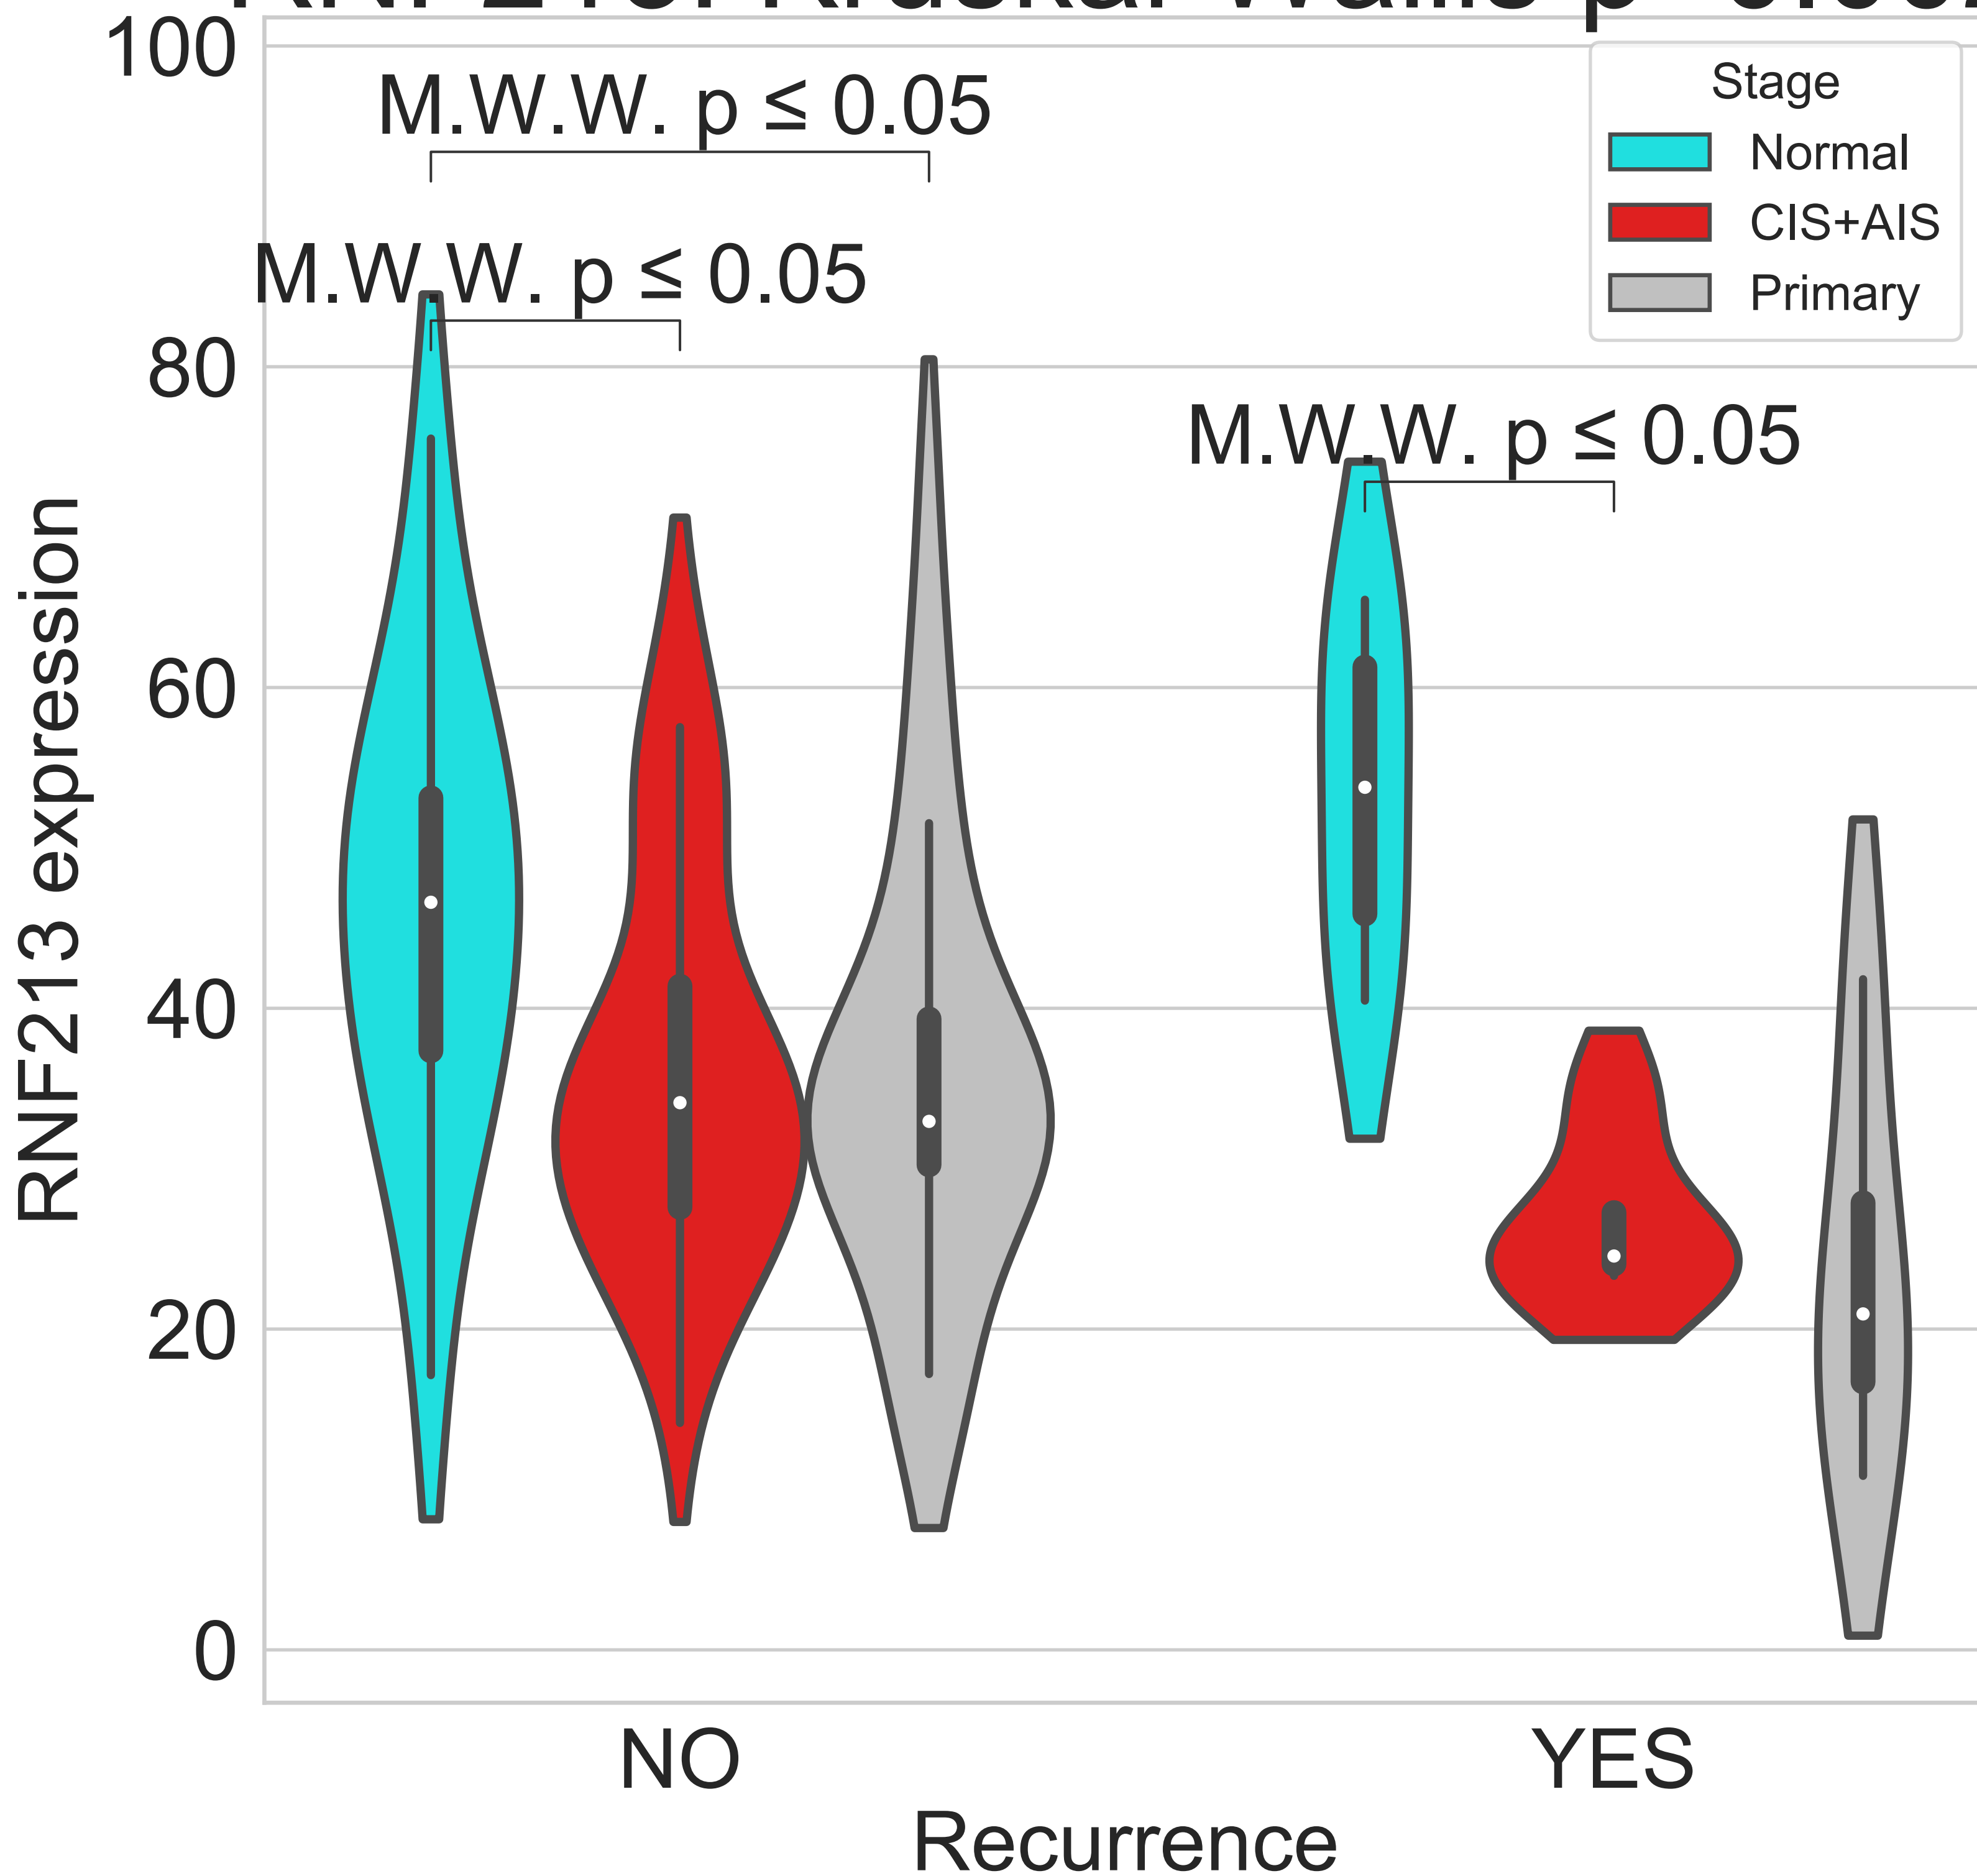 100
M.W.W. p ≤ 0.05
Stage
Normal
CIS+AIS
Primary
M.W.W. p ≤ 0.05
80
M.W.W. p ≤ 0.05
60
40
20
0
RNF213 expression
NO
YES
Recurrence